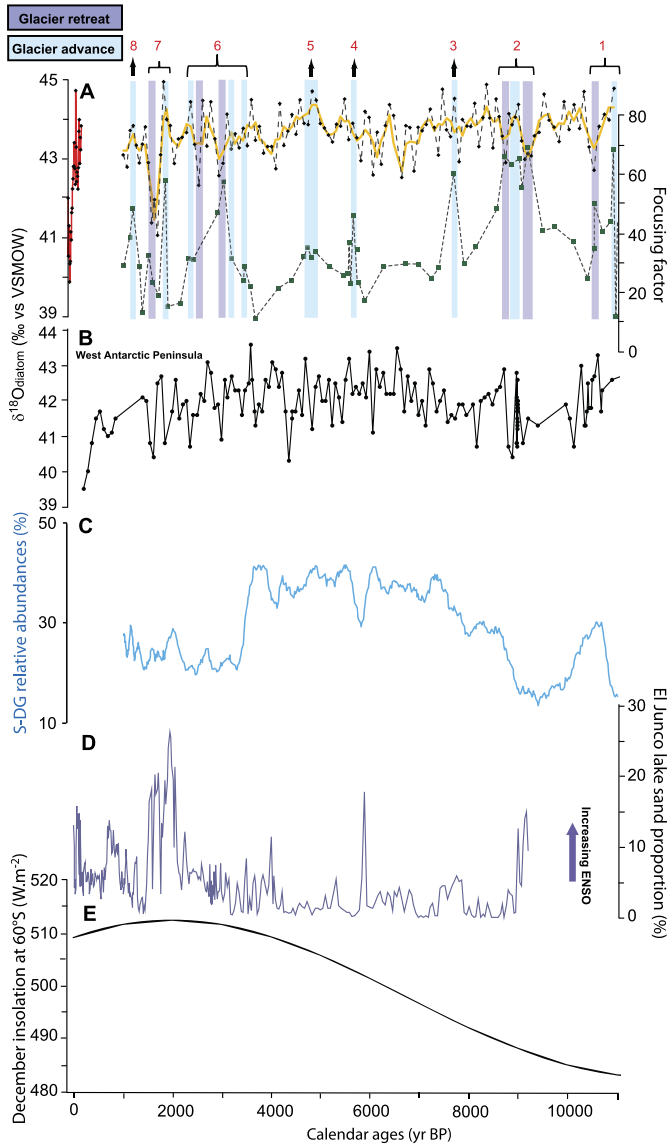 Glacier retreat
Glacier advance
8 7 6 5 4 3 2 1
A
45
43
41
39
80
60
40
20
0
Focusing factor
δ18Odiatom (‰ vs VSMOW)
B
West Antarctic Peninsula
44
43
42
41
40
39
C
50
30
10
S-DG relative abundances (%)
D
30
20
10
0
El Junco lake sand proportion (%)
Increasing ENSO
E
520
510
500
490
480
December insolation at 60°S (W.m-2)
0 2000 4000 6000 8000 10000
Calendar ages (yr BP)